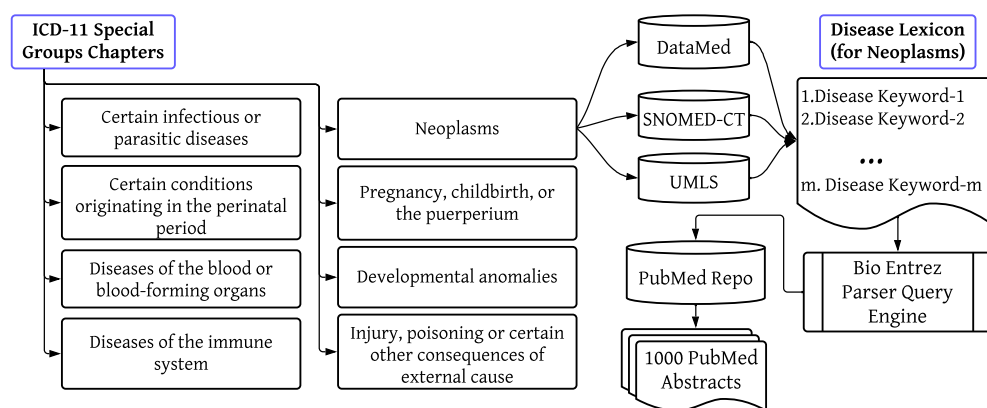 ICD-11 Special
Groups Chapters
Certain infectious or
parasitic diseases
Certain conditions
originating in the perinatal
period
Diseases of the blood or
blood-forming organs
Diseases of the immune
system
Neoplasms
Pregnancy, childbirth, or
the puerperium
Developmental anomalies
Injury, poisoning or certain
other consequences of
external cause
DataMed
SNOMED-CT
UMLS
Disease Lexicon
(for Neoplasms)
1.Disease Keyword-1
2.Disease Keyword-2
...
m. Disease Keyword-m
Bio Entrez
Parser Query
Engine
PubMed Repo
1000 PubMed
Abstracts